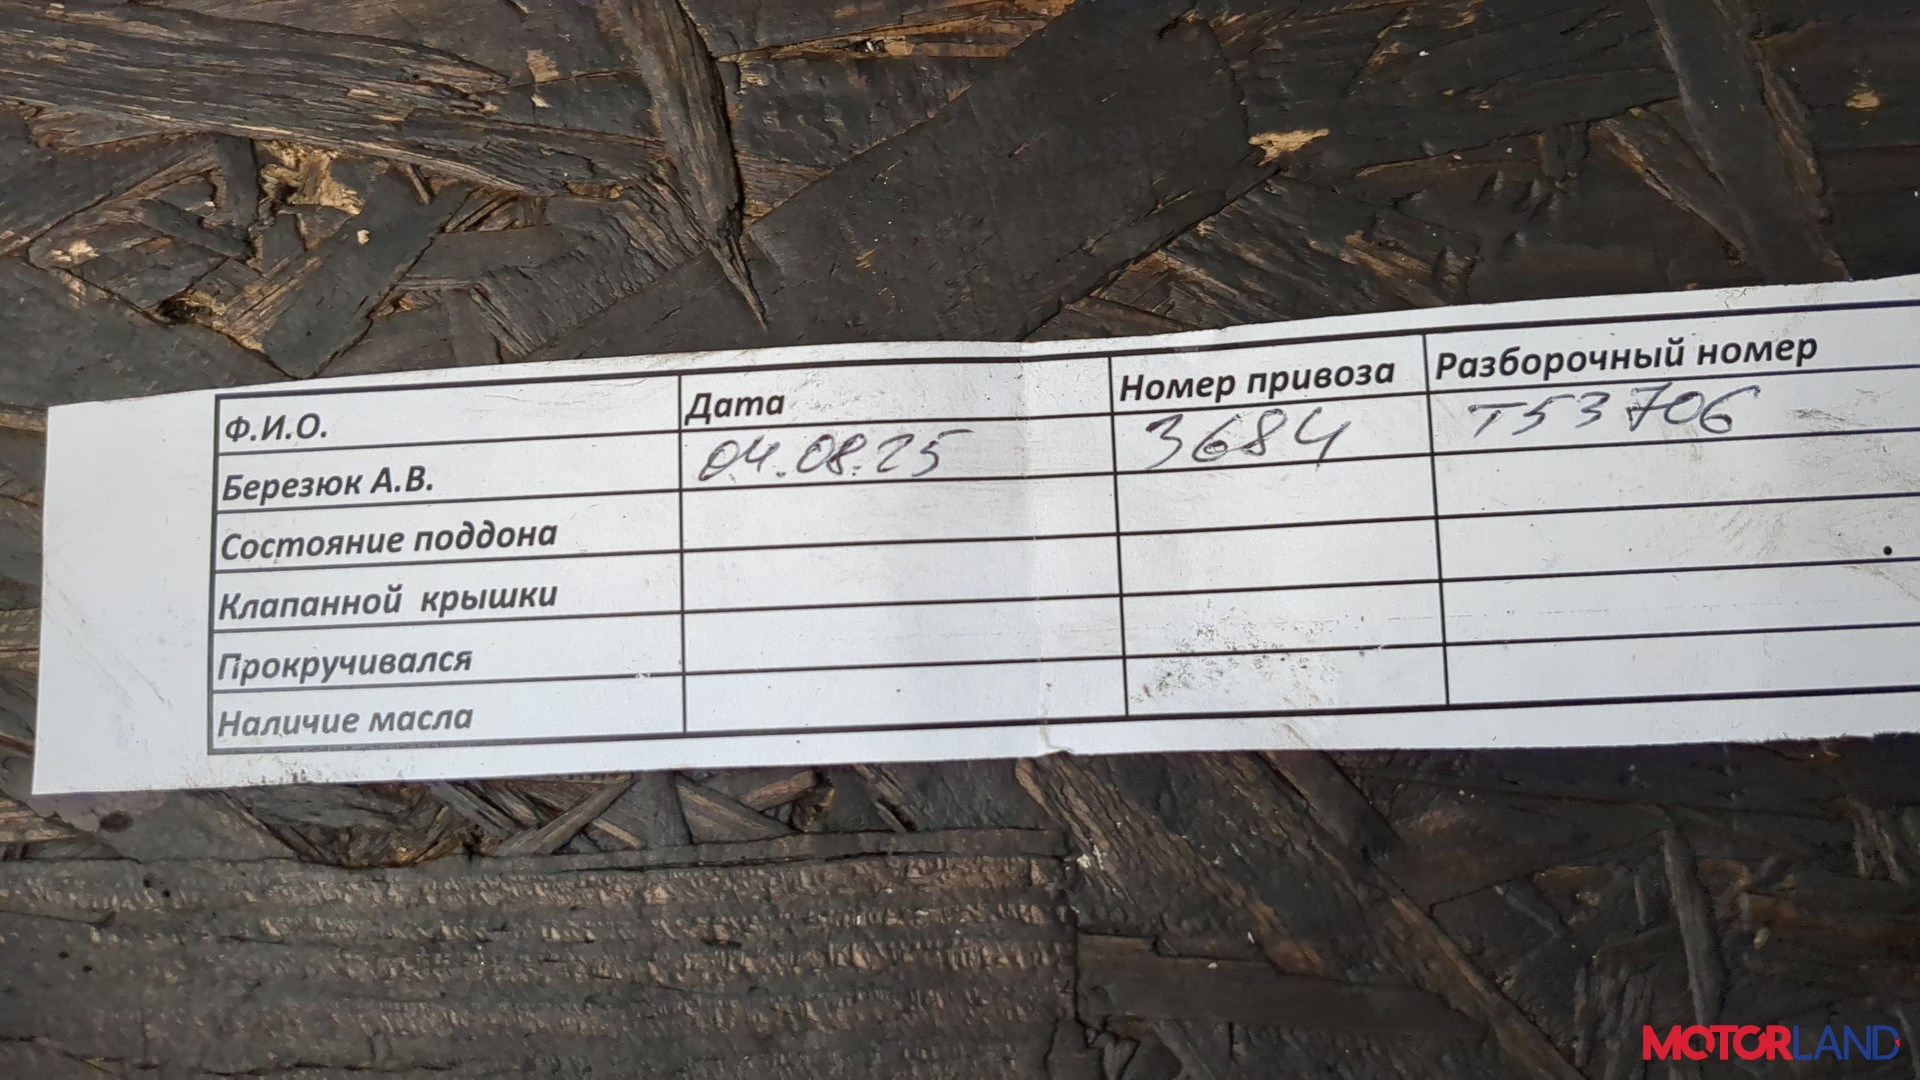 Ф.И.О. Дата Номер привоза Разборочный номер
Березюк А.В. 04.08.25 3684 T53706
Состояние поддона
Клапанной крышки
Прокручивался
Наличие масла
MOTORLAND